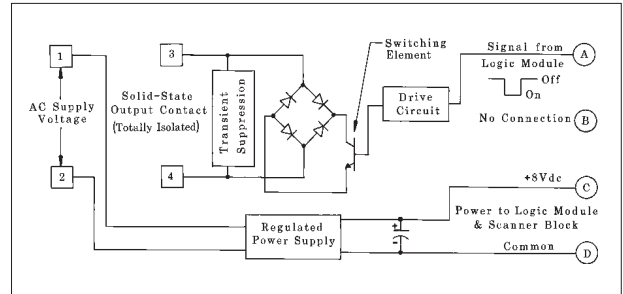 1
AC Supply
Voltage
2
3
Solid-State
Output Contact
(Totally Isolated)
4
Transient
Suppression
Switching
Element
Drive
Circuit
Signal from
Logic Module
Off
On
A
No Connection
B
+8Vdc
C
Power to Logic Module
& Scanner Block
Common
D
Regulated
Power Supply
+
-